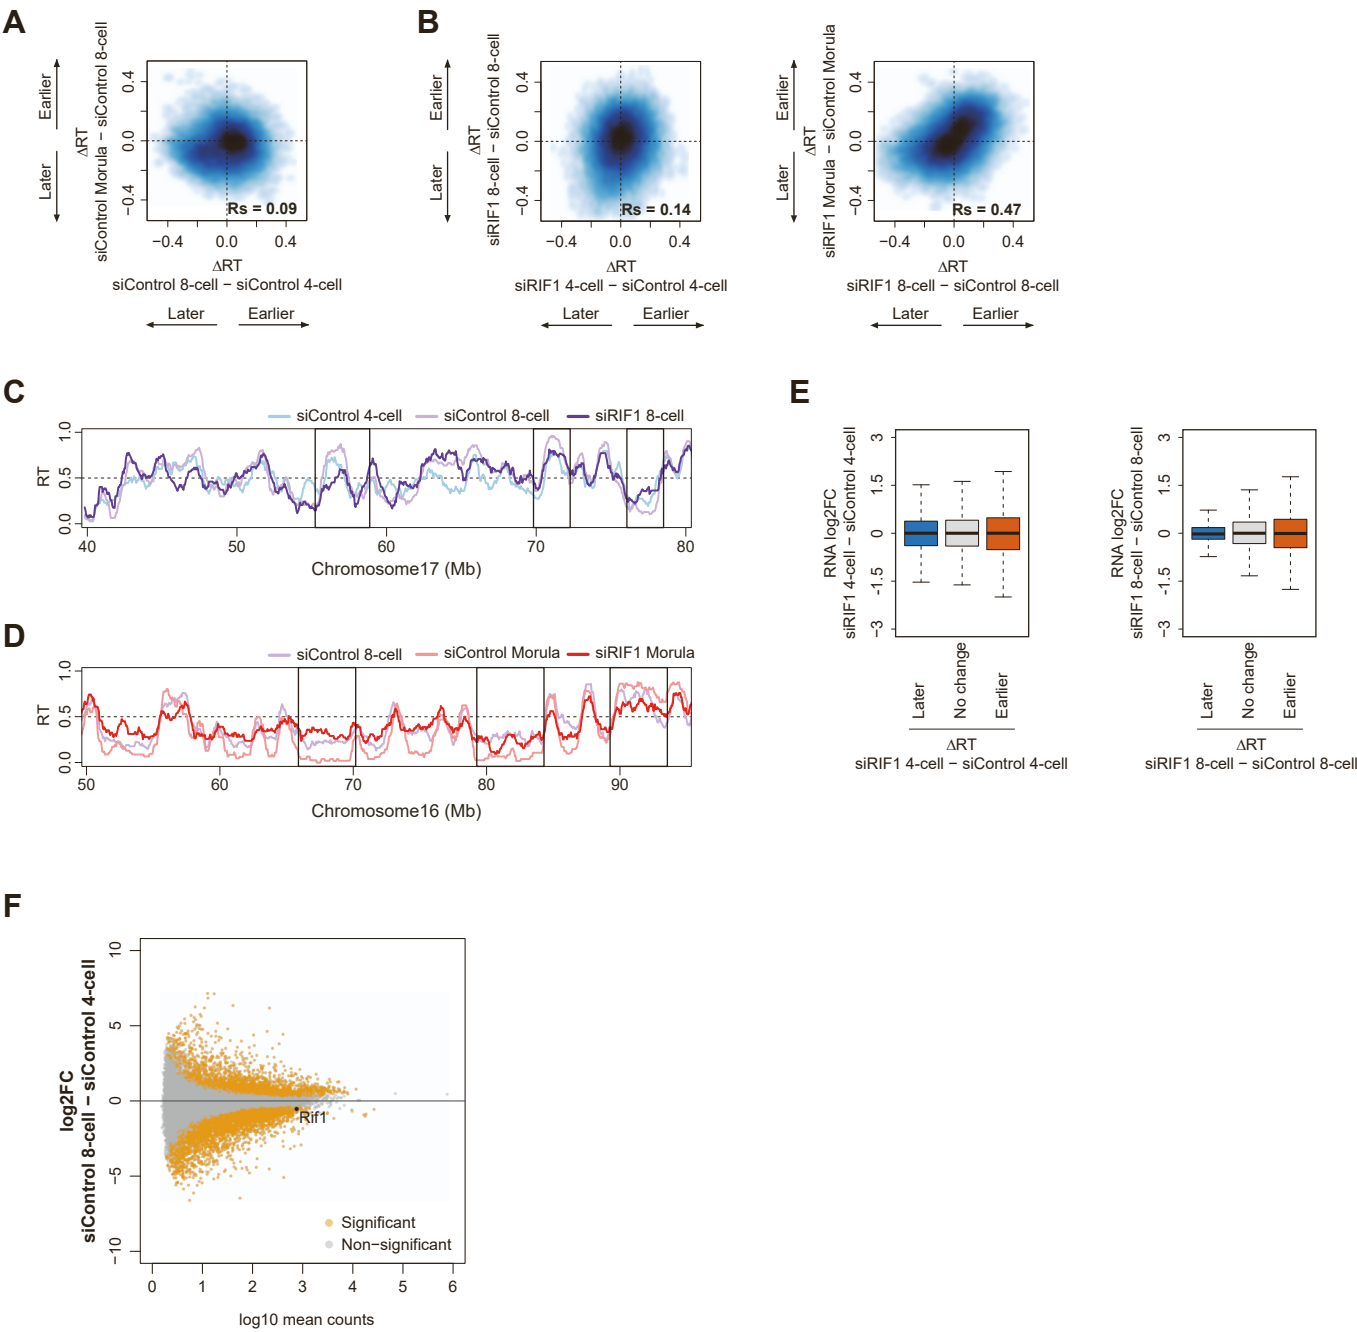 A
Earlier
Later
ΔRT
siControl Morula − siControl 8-cell
0.4
0.0
−0.4
Rs = 0.09
−0.4 0.0 0.4
ΔRT
siControl 8-cell − siControl 4-cell
Later Earlier
B
Earlier
Later
ΔRT
siRIF1 8-cell − siControl 8-cell
0.4
0.0
−0.4
Rs = 0.14
−0.4 0.0 0.4
ΔRT
siRIF1 4-cell − siControl 4-cell
Later Earlier
Earlier
Later
ΔRT
siRIF1 Morula − siControl Morula
0.4
0.0
−0.4
Rs = 0.47
−0.4 0.0 0.4
ΔRT
siRIF1 8-cell − siControl 8-cell
Later Earlier
C
siControl 4-cell siControl 8-cell siRIF1 8-cell
RT
1.0
0.5
0.0
40 50 60 70 80
Chromosome17 (Mb)
D
siControl 8-cell siControl Morula siRIF1 Morula
RT
1.0
0.5
0.0
50 60 70 80 90
Chromosome16 (Mb)
E
RNA log2FC
siRIF1 4-cell − siControl 4-cell
3
1.5
0
-1.5
−3
Later
No change
Earlier
ΔRT
siRIF1 4-cell − siControl 4-cell
RNA log2FC
siRIF1 8-cell − siControl 8-cell
3
1.5
0
-1.5
−3
Later
No change
Earlier
ΔRT
siRIF1 8-cell − siControl 8-cell
F
log2FC
siControl 8-cell − siControl 4-cell
10
5
0
−5
−10
Rif1
Significant
Non−significant
0 1 2 3 4 5 6
log10 mean counts